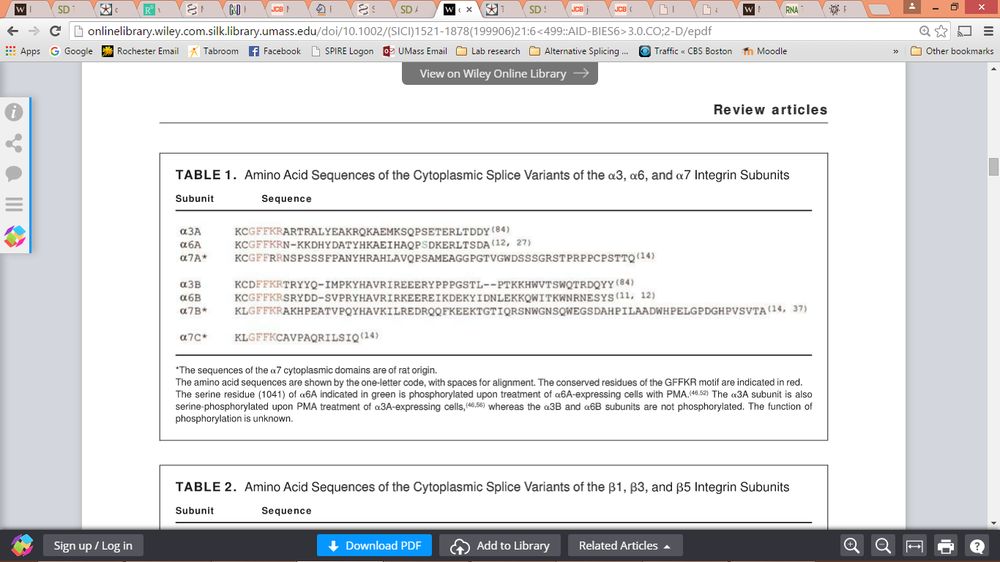 W I
SD T
c
v
M
I
JCB M
F
S
SD A
W c ×
T
SD S
JCB j
JCB C
I
a
W M
RNA T
F
onlinelibrary.wiley.com.silk.library.umass.edu/doi/10.1002/(SICI)1521-1878(199906)21:6<499::AID-BIES6>3.0.CO;2-D/epdf
Apps Google Rochester Email Tabroom Facebook SPIRE Logon UMass Email Lab research Alternative Splicing ... Traffic « CBS Boston Moodle » Other bookmarks
View on Wiley Online Library
Review articles
TABLE 1. Amino Acid Sequences of the Cytoplasmic Splice Variants of the α3, α6, and α7 Integrin Subunits
Subunit Sequence
α3A KCGFFKRARTRALYEAKRQKAEMKSQPSETERLTDDY(84)
α6A KCGFFKRN-KKDHYDATYHKAEIHAQPSDKERLTSDA(12, 27)
α7A* KCGFFRRNSPSSSFPANYHRAHLAVQPSAMEAGGPGTVGWDSSSGRSTPRPPCPSTTQ(14)
α3B KCDFFKRTRYYQ-IMPKYHAVRIREEERYPPPGSTL--PTKKHWVTSWQTRDQYY(84)
α6B KCGFFKRSRYDD-SVPRYHAVRIRKEEREIKDEKYIDNLEKKQWITKWNRNESYS(11, 12)
α7B* KLGFFKRAKHPEATVPQYHAVKILREDRQQFKEEKTGTIQRSNWGNSQWEGSDAHPILAADWHPELGPDGHPVSVTA(14, 37)
α7C* KLGFFKCAVPAQRILSIQ(14)
*The sequences of the α7 cytoplasmic domains are of rat origin.
The amino acid sequences are shown by the one-letter code, with spaces for alignment. The conserved residues of the GFFKR motif are indicated in red.
The serine residue (1041) of α6A indicated in green is phosphorylated upon treatment of α6A-expressing cells with PMA.(46,52) The α3A subunit is also
serine-phosphorylated upon PMA treatment of α3A-expressing cells,(46,56) whereas the α3B and α6B subunits are not phosphorylated. The function of
phosphorylation is unknown.
TABLE 2. Amino Acid Sequences of the Cytoplasmic Splice Variants of the β1, β3, and β5 Integrin Subunits
Subunit Sequence
Sign up / Log in Download PDF Add to Library Related Articles